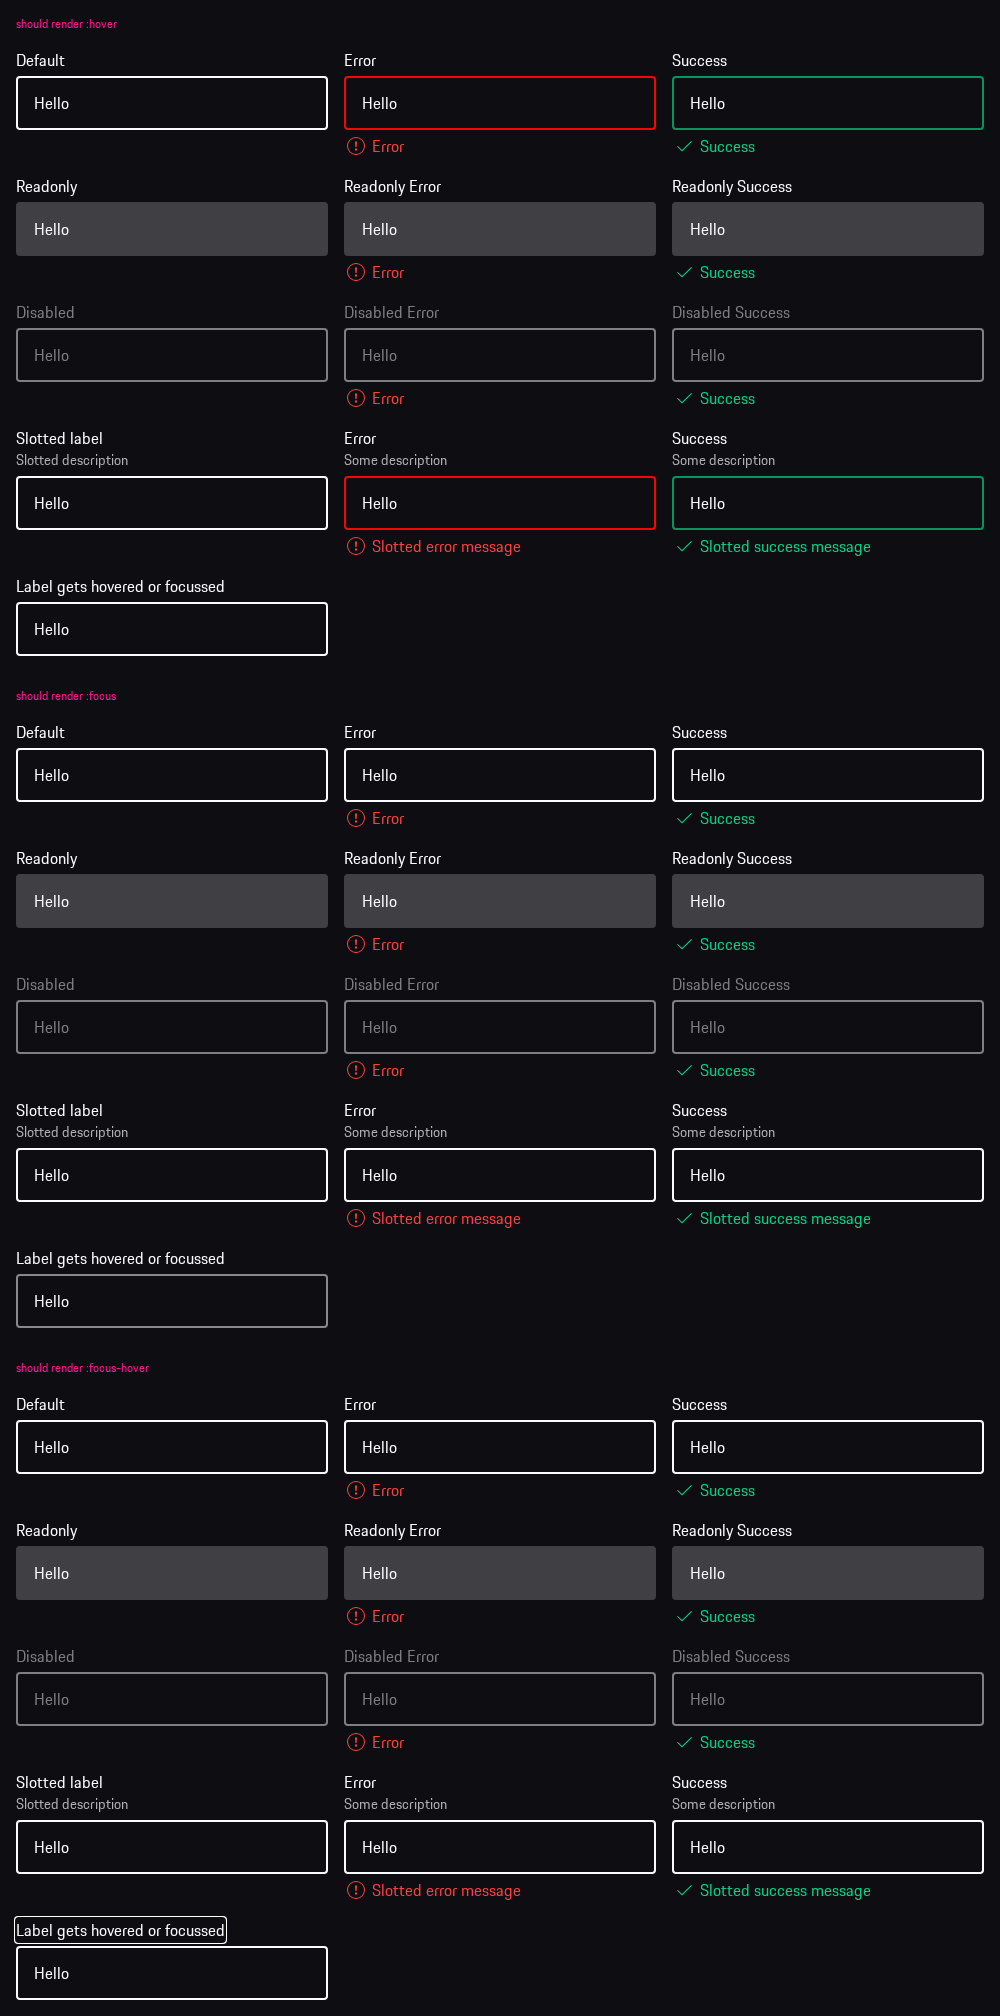 should render :hover
Default Error Success
Hello Hello Hello
Error Success
Readonly Readonly Error Readonly Success
Hello Hello Hello
Error Success
Disabled Disabled Error Disabled Success
Hello Hello Hello
Error Success
Slotted label Error Success
Slotted description Some description Some description
Hello Hello Hello
Slotted error message Slotted success message
Label gets hovered or focussed
Hello
should render :focus
Default Error Success
Hello Hello Hello
Error Success
Readonly Readonly Error Readonly Success
Hello Hello Hello
Error Success
Disabled Disabled Error Disabled Success
Hello Hello Hello
Error Success
Slotted label Error Success
Slotted description Some description Some description
Hello Hello Hello
Slotted error message Slotted success message
Label gets hovered or focussed
Hello
should render :focus-hover
Default Error Success
Hello Hello Hello
Error Success
Readonly Readonly Error Readonly Success
Hello Hello Hello
Error Success
Disabled Disabled Error Disabled Success
Hello Hello Hello
Error Success
Slotted label Error Success
Slotted description Some description Some description
Hello Hello Hello
Slotted error message Slotted success message
Label gets hovered or focussed
Hello